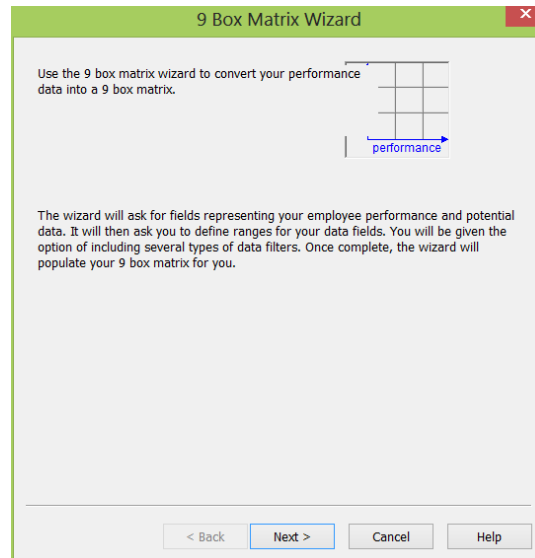 9 Box Matrix Wizard
Use the 9 box matrix wizard to convert your performance
data into a 9 box matrix.
performance
The wizard will ask for fields representing your employee performance and potential
data. It will then ask you to define ranges for your data fields. You will be given the
option of including several types of data filters. Once complete, the wizard will
populate your 9 box matrix for you.
< Back Next > Cancel Help